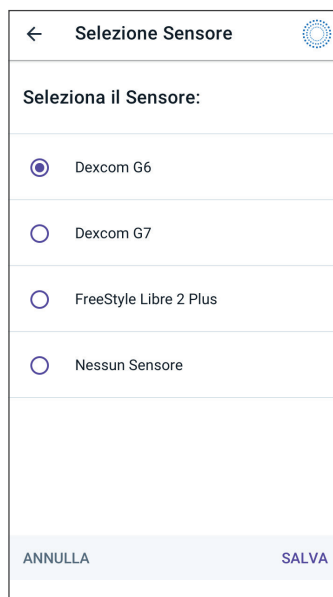 Selezione Sensore
Seleziona il Sensore:
Dexcom G6
Dexcom G7
FreeStyle Libre 2 Plus
Nessun Sensore
ANNULLA SALVA